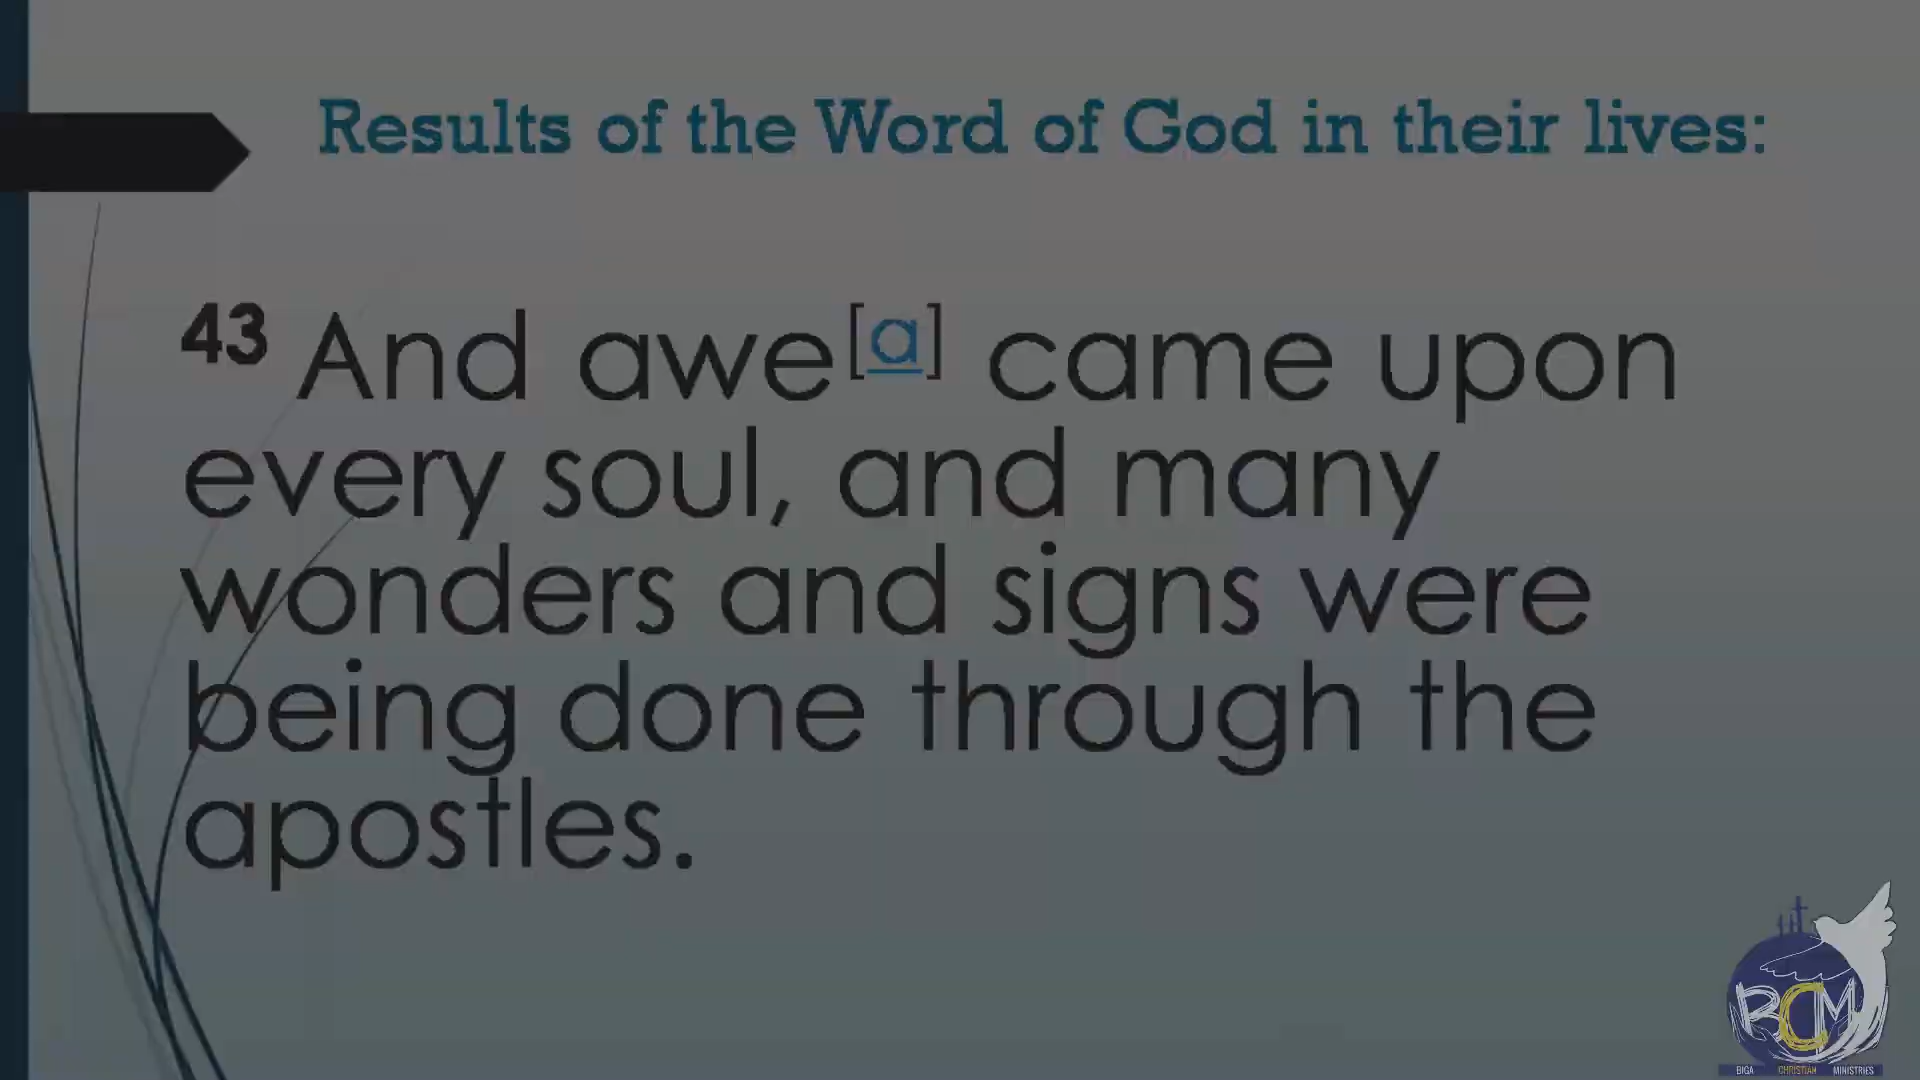 Results of the Word of God in their lives:
43 And awe[a] came upon
every soul, and many
wonders and signs were
being done through the
apostles.
BCM
BIGA CHRISTIAN MINISTRIES